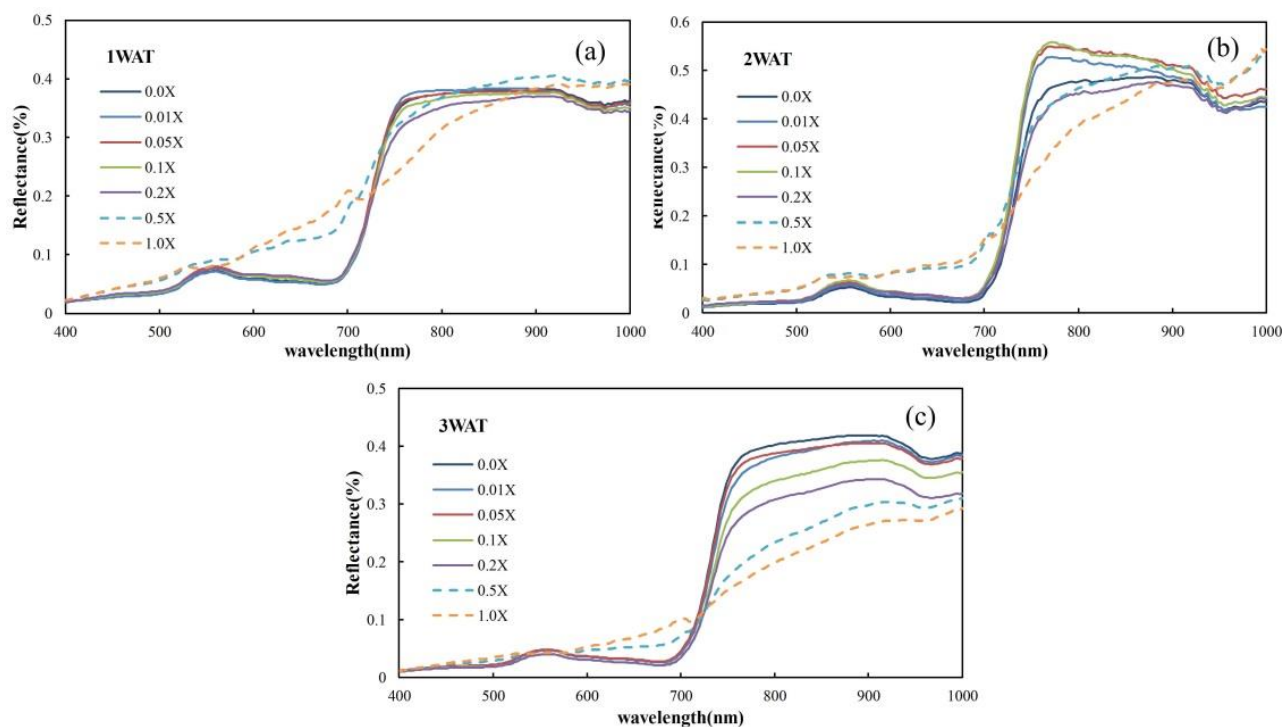 0.5
0.4
0.3
0.2
0.1
0
400
500
600
700
800
900
1000
Reflectance(%)
wavelength(nm)
1WAT
(a)
0.0X
0.01X
0.05X
0.1X
0.2X
0.5X
1.0X
0.6
0.5
0.4
0.3
0.2
0.1
0
400
500
600
700
800
900
1000
Reflectance(%)
wavelength(nm)
2WAT
(b)
0.0X
0.01X
0.05X
0.1X
0.2X
0.5X
1.0X
0.5
0.4
0.3
0.2
0.1
0
400
500
600
700
800
900
1000
Reflectance(%)
wavelength(nm)
3WAT
(c)
0.0X
0.01X
0.05X
0.1X
0.2X
0.5X
1.0X